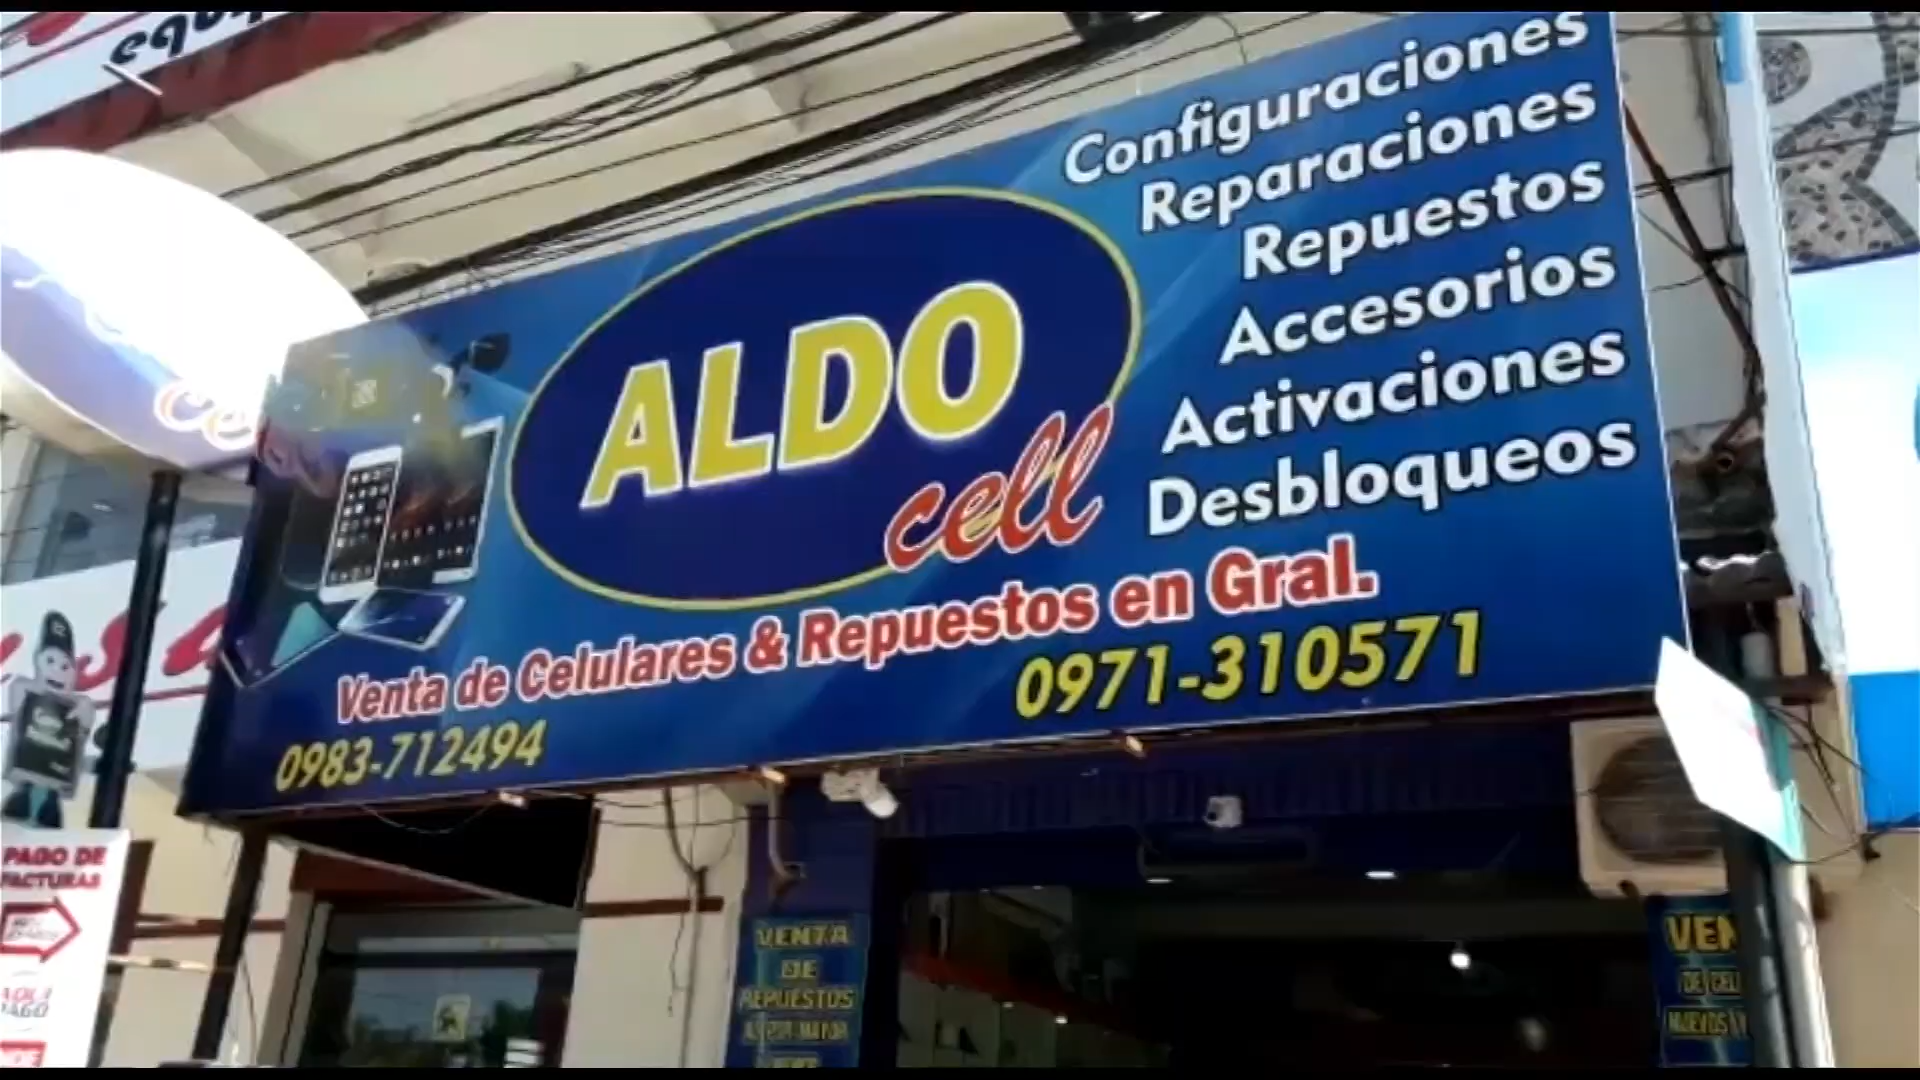 Configuraciones
Reparaciones
Repuestos
Accesorios
Activaciones
Desbloqueos
ALDO
cell
Venta de Celulares & Repuestos en Gral.
0983-712494
0971-310571
PAGO DE
FACTURAS
VENTA
DE
REPUESTOS